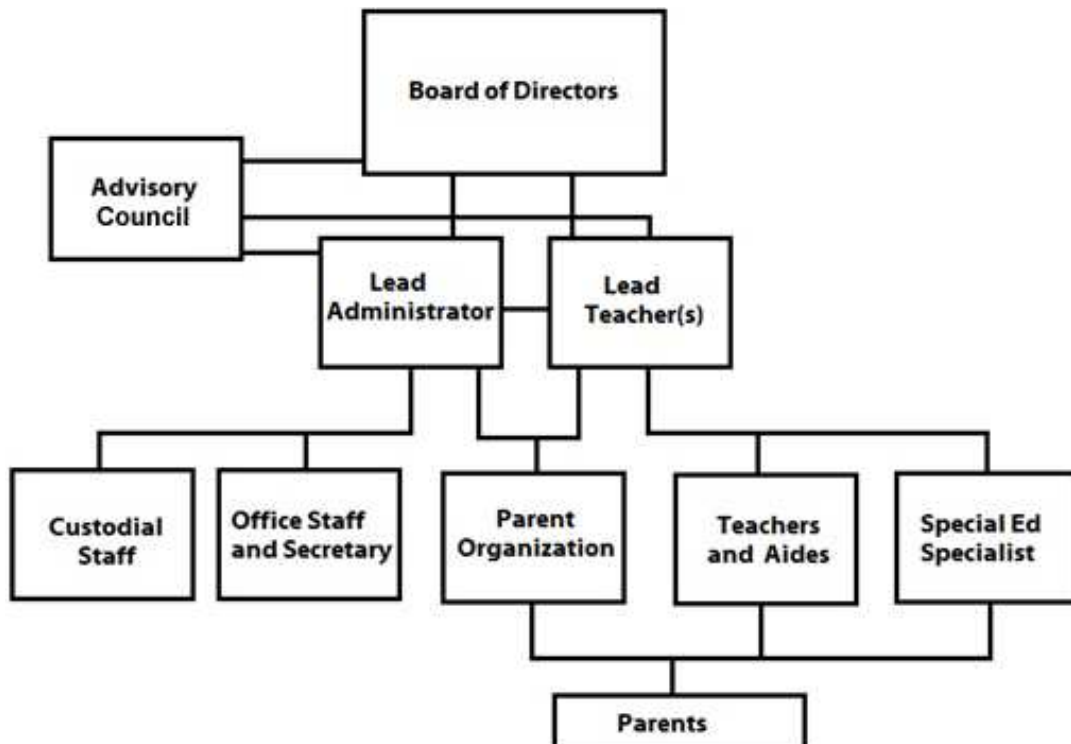 Board of Directors
Advisory
Council
Lead
Administrator
Lead
Teacher(s)
Custodial
Staff
Office Staff
and Secretary
Parent
Organization
Teachers
and Aides
Special Ed
Specialist
Parents